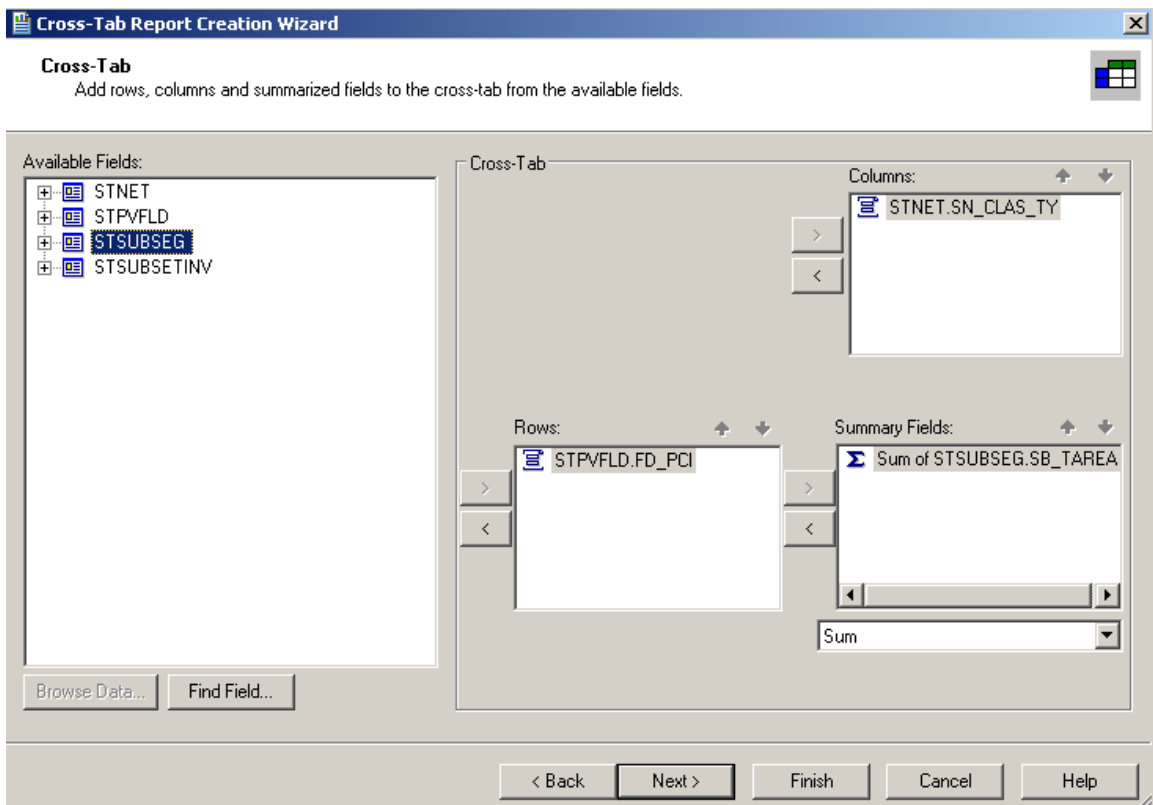 Cross-Tab Report Creation Wizard
Cross-Tab
Add rows, columns and summarized fields to the cross-tab from the available fields.
Available Fields:
STNET
STPVFLD
STSUBSEG
STSUBSETINV
Cross-Tab
Columns:
STNET.SN_CLAS_TY
>
<
Rows:
STPVFLD.FD_PCI
>
<
Summary Fields:
Σ Sum of STSUBSEG.SB_TAREA
>
<
Sum
Browse Data...
Find Field...
< Back
Next >
Finish
Cancel
Help